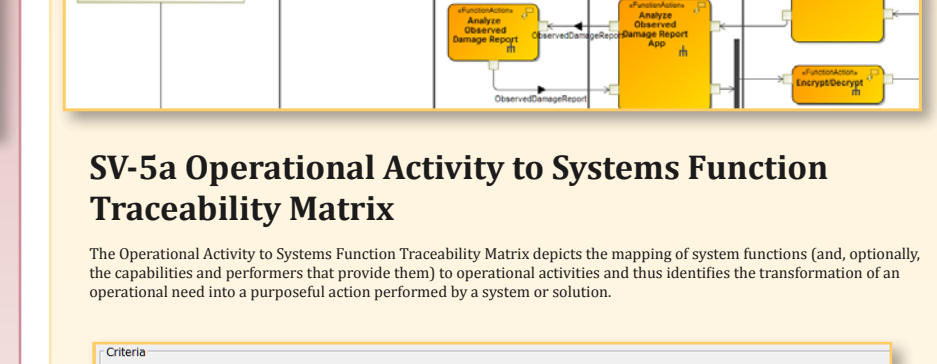 «FunctionAction»
Analyze
Observed
Damage Report
ObservedDamageReport
«FunctionAction»
Analyze
Observed
Damage Report
App
«FunctionAction»
Encrypt/Decrypt
ObservedDamageReport
SV-5a Operational Activity to Systems Function
Traceability Matrix
The Operational Activity to Systems Function Traceability Matrix depicts the mapping of system functions (and, optionally,
the capabilities and performers that provide them) to operational activities and thus identifies the transformation of an
operational need into a purposeful action performed by a system or solution.
Criteria